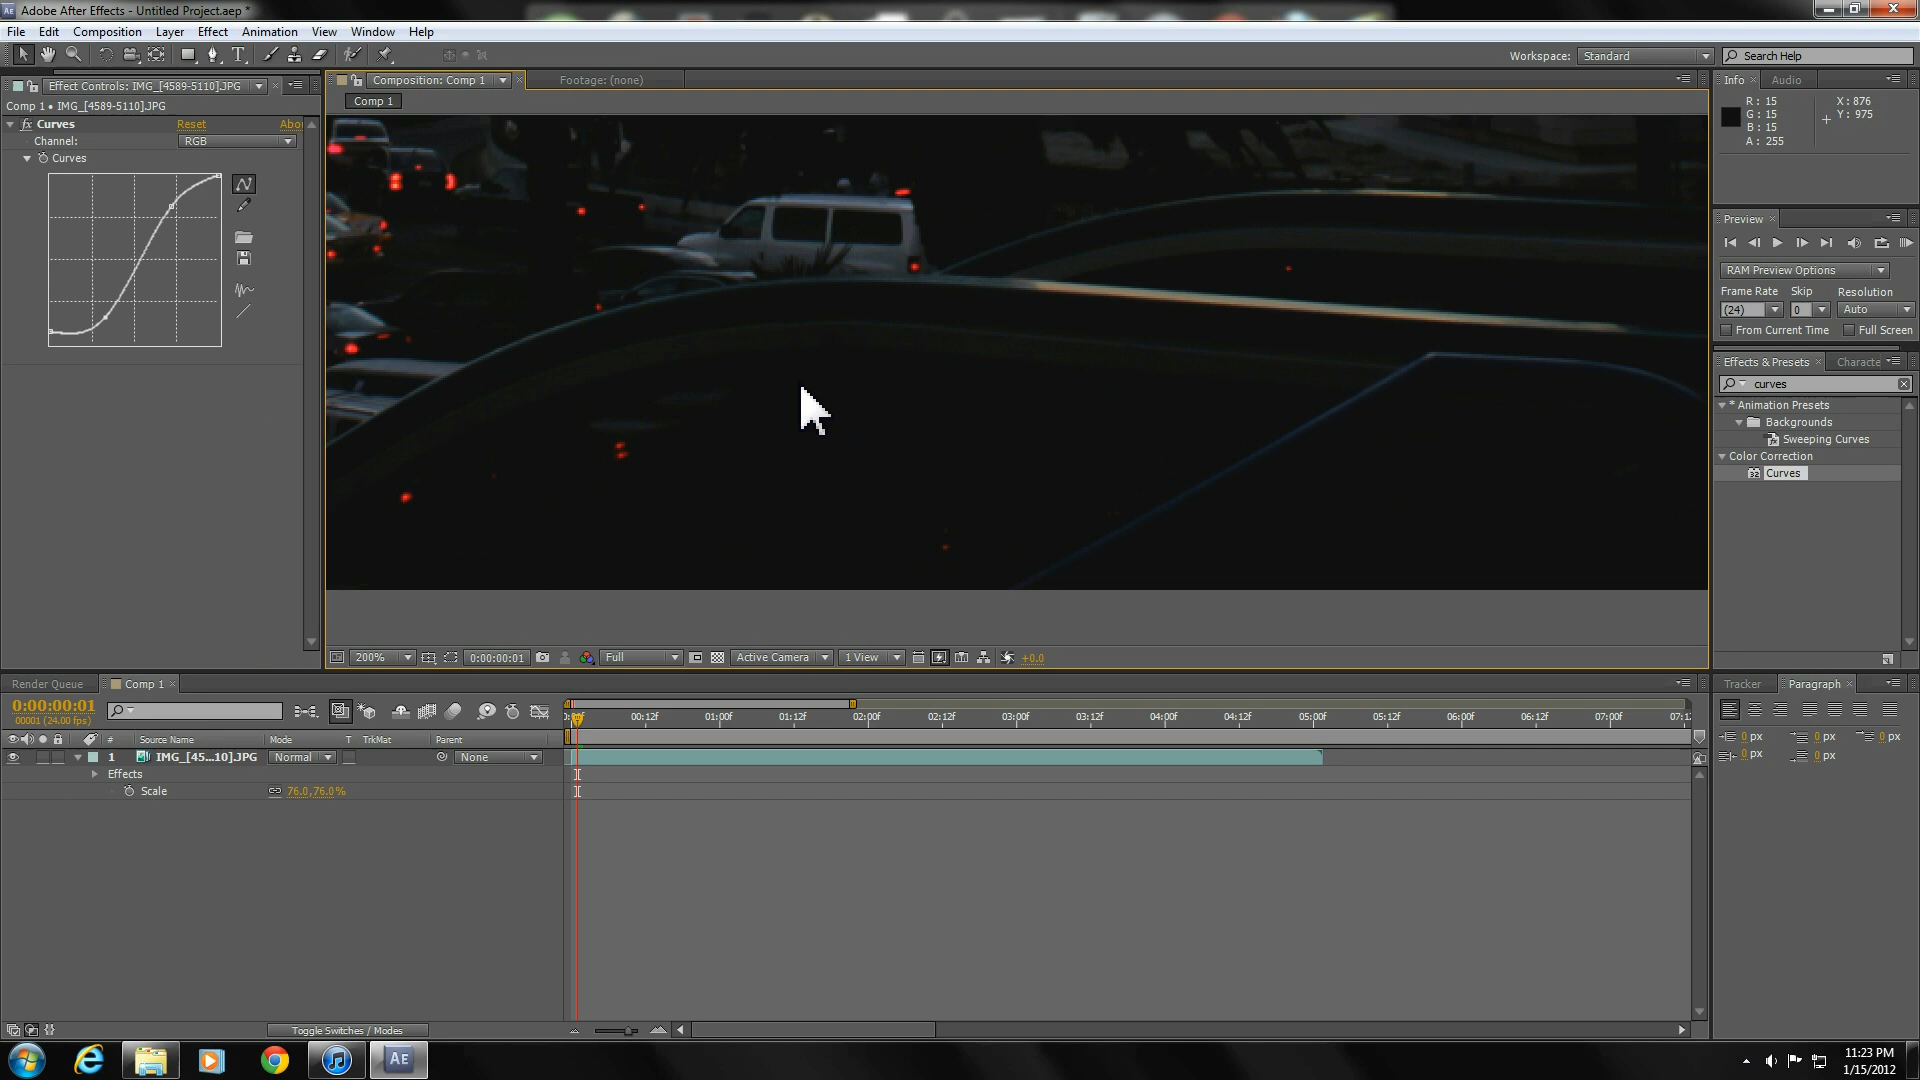 Adobe After Effects - Untitled Project.aep *
File Edit Composition Layer Effect Animation View Window Help
Workspace: Standard Search Help
Effect Controls: IMG_[4589-5110].JPG
Comp 1 • IMG_[4589-5110].JPG
fx Curves Reset Abo
Channel: RGB
Curves
Composition: Comp 1 Footage: (none)
Comp 1
200% 0:00:00:01 Full Active Camera 1 View +0.0
Info Audio
R: 15 X: 876
G: 15 Y: 975
B: 15
A: 255
Preview
RAM Preview Options
Frame Rate Skip Resolution
(24) 0 Auto
From Current Time Full Screen
Effects & Presets Characte
curves
* Animation Presets
Backgrounds
Sweeping Curves
Color Correction
32 Curves
Render Queue Comp 1
0:00:00:01
00001 (24.00 fps)
00:12f 01:00f 01:12f 02:00f 02:12f 03:00f 03:12f 04:00f 04:12f 05:00f 05:12f 06:00f 06:12f 07:00f 07:1
# Source Name Mode T TrkMat Parent
1 IMG_[45...10].JPG Normal None
Effects
Scale 76.0,76.0%
Toggle Switches / Modes
Tracker Paragraph
0 px 0 px 0 px
0 px 0 px
Ae
11:23 PM
1/15/2012